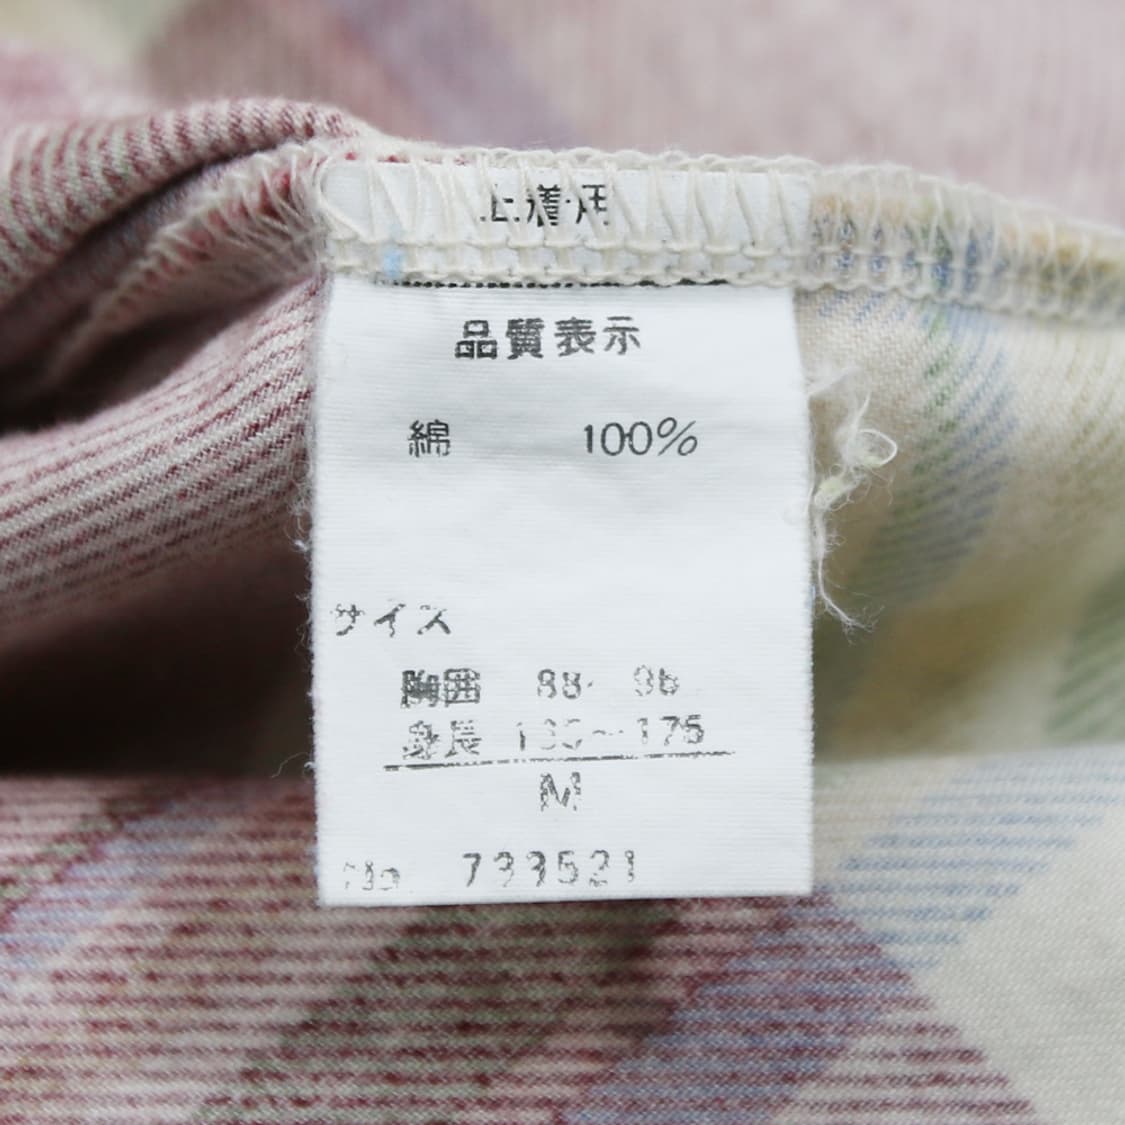 上着用
品質表示
綿 100%
サイズ
胸囲 88- 96
身長 ～175
M
No. 733521